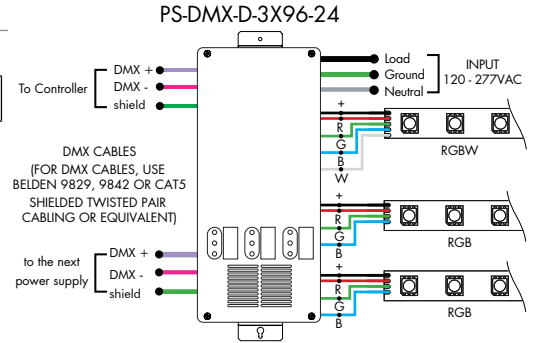 PS-DMX-D-3X96-24
To Controller
DMX +
DMX -
shield
Load
Ground
Neutral
INPUT
120 - 277VAC
+
R
G
B
W
RGBW
DMX CABLES
(FOR DMX CABLES, USE
BELDEN 9829, 9842 OR CAT5
SHIELDED TWISTED PAIR
CABLING OR EQUIVALENT)
+
R
G
B
RGB
to the next
power supply
DMX +
DMX -
shield
+
R
G
B
RGB